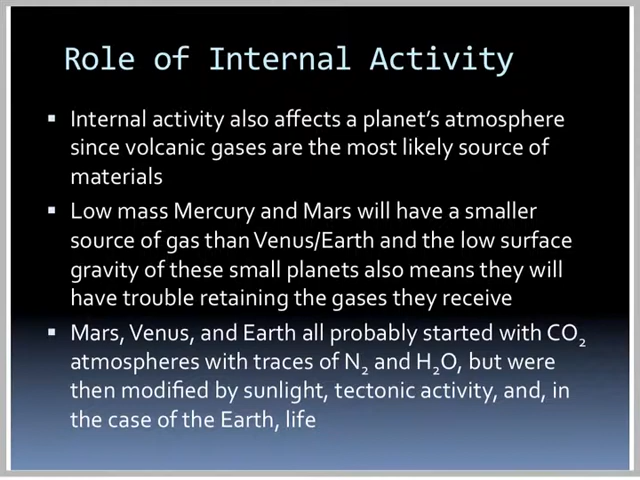 Role of Internal Activity
▪ Internal activity also affects a planet's atmosphere
since volcanic gases are the most likely source of
materials
▪ Low mass Mercury and Mars will have a smaller
source of gas than Venus/Earth and the low surface
gravity of these small planets also means they will
have trouble retaining the gases they receive
▪ Mars, Venus, and Earth all probably started with CO₂
atmospheres with traces of N₂ and H₂O, but were
then modified by sunlight, tectonic activity, and, in
the case of the Earth, life